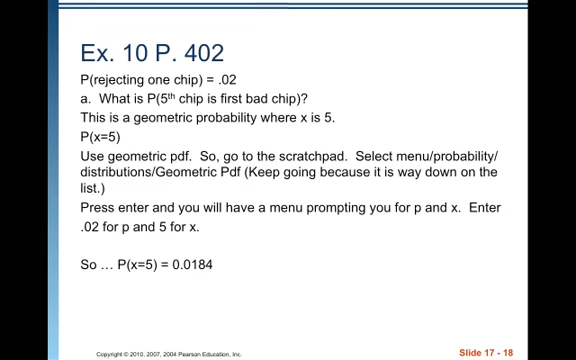 Ex. 10 P. 402
P(rejecting one chip) = .02
a. What is P(5th chip is first bad chip)?
This is a geometric probability where x is 5.
P(x=5)
Use geometric pdf. So, go to the scratchpad. Select menu/probability/
distributions/Geometric Pdf (Keep going because it is way down on the
list.)
Press enter and you will have a menu prompting you for p and x. Enter
.02 for p and 5 for x.
So … P(x=5) = 0.0184
Copyright © 2010, 2007, 2004 Pearson Education, Inc.
Slide 17 - 18